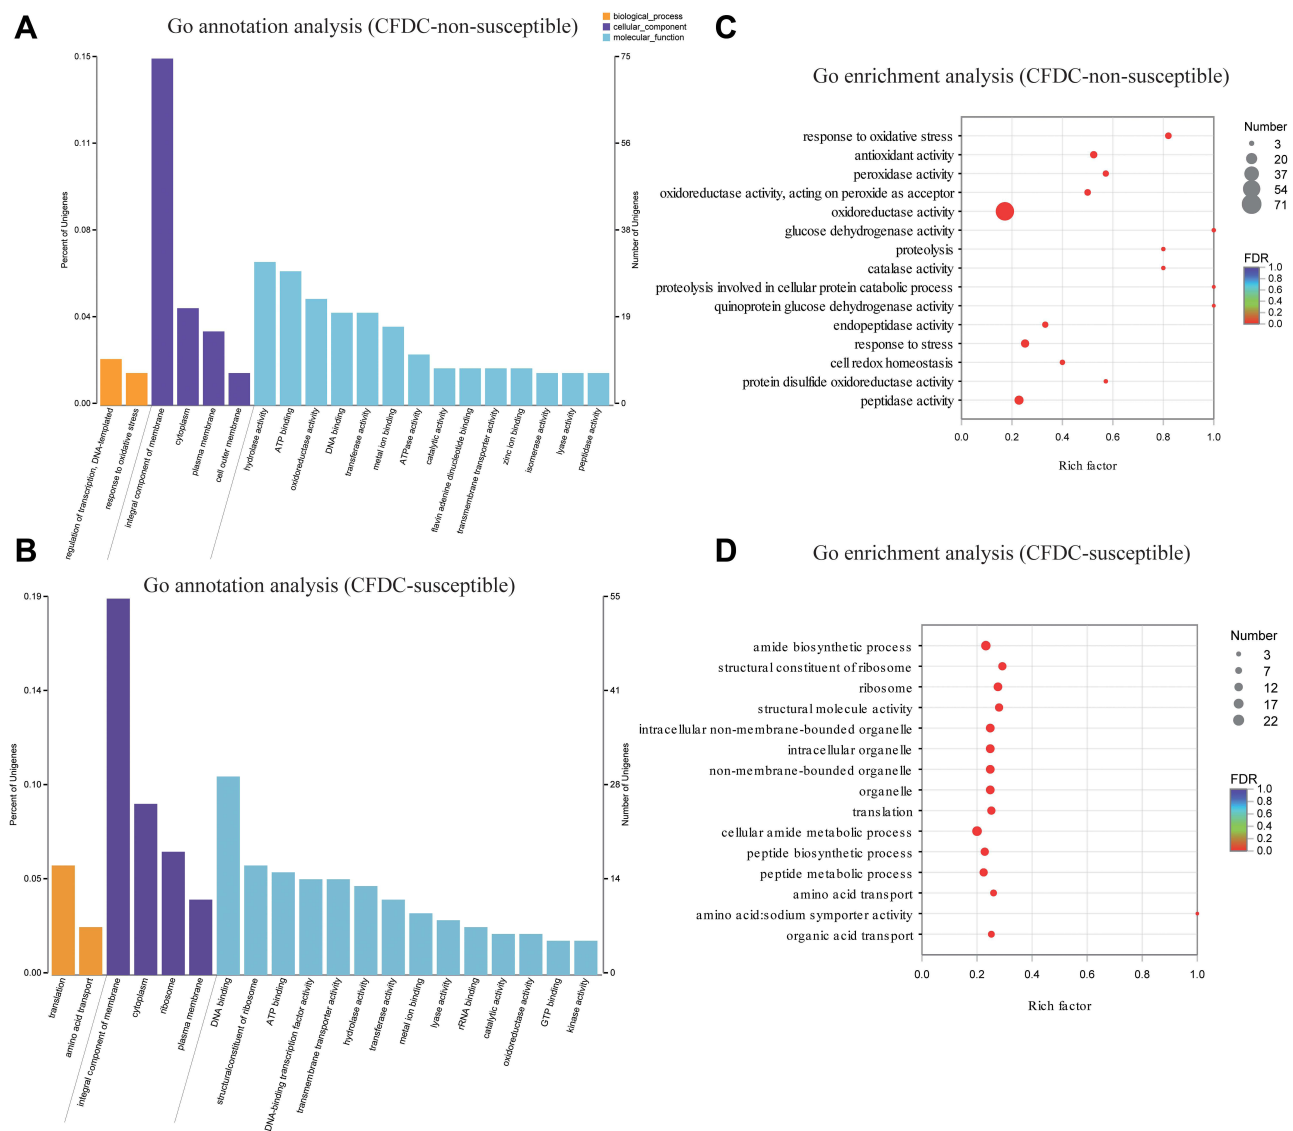 A
Go annotation analysis (CFDC-non-susceptible)
biological_process
cellular_component
molecular_function
Percent of Unigenes
0.15
0.11
0.08
0.04
0.00
75
56
38
19
0
Number of Unigenes
regulation of transcription, DNA-templated
response to oxidative stress
integral component of membrane
cytoplasm
plasma membrane
cell outer membrane
hydrolase activity
ATP binding
oxidoreductase activity
DNA binding
transferase activity
metal ion binding
ATPase activity
catalytic activity
flavin adenine dinucleotide binding
transmembrane transporter activity
zinc ion binding
isomerase activity
lyase activity
peptidase activity
B
Go annotation analysis (CFDC-susceptible)
Percent of Unigenes
0.19
0.14
0.10
0.05
0.00
55
41
28
14
0
Number of Unigenes
translation
amino acid transport
integral component of membrane
cytoplasm
ribosome
plasma membrane
DNA binding
structuralconstituent of ribosome
ATP binding
DNA-binding transcription factor activity
transmembrane transporter activity
hydrolase activity
transferase activity
metal ion binding
lyase activity
rRNA binding
catalytic activity
oxidoreductase activity
GTP binding
kinase activity
C
Go enrichment analysis (CFDC-non-susceptible)
response to oxidative stress
antioxidant activity
peroxidase activity
oxidoreductase activity, acting on peroxide as acceptor
oxidoreductase activity
glucose dehydrogenase activity
proteolysis
catalase activity
proteolysis involved in cellular protein catabolic process
quinoprotein glucose dehydrogenase activity
endopeptidase activity
response to stress
cell redox homeostasis
protein disulfide oxidoreductase activity
peptidase activity
0.0 0.2 0.4 0.6 0.8 1.0
Rich factor
Number
3
20
37
54
71
FDR
1.0
0.8
0.6
0.4
0.2
0.0
D
Go enrichment analysis (CFDC-susceptible)
amide biosynthetic process
structural constituent of ribosome
ribosome
structural molecule activity
intracellular non-membrane-bounded organelle
intracellular organelle
non-membrane-bounded organelle
organelle
translation
cellular amide metabolic process
peptide biosynthetic process
peptide metabolic process
amino acid transport
amino acid:sodium symporter activity
organic acid transport
0.0 0.2 0.4 0.6 0.8 1.0
Rich factor
Number
3
7
12
17
22
FDR
1.0
0.8
0.6
0.4
0.2
0.0